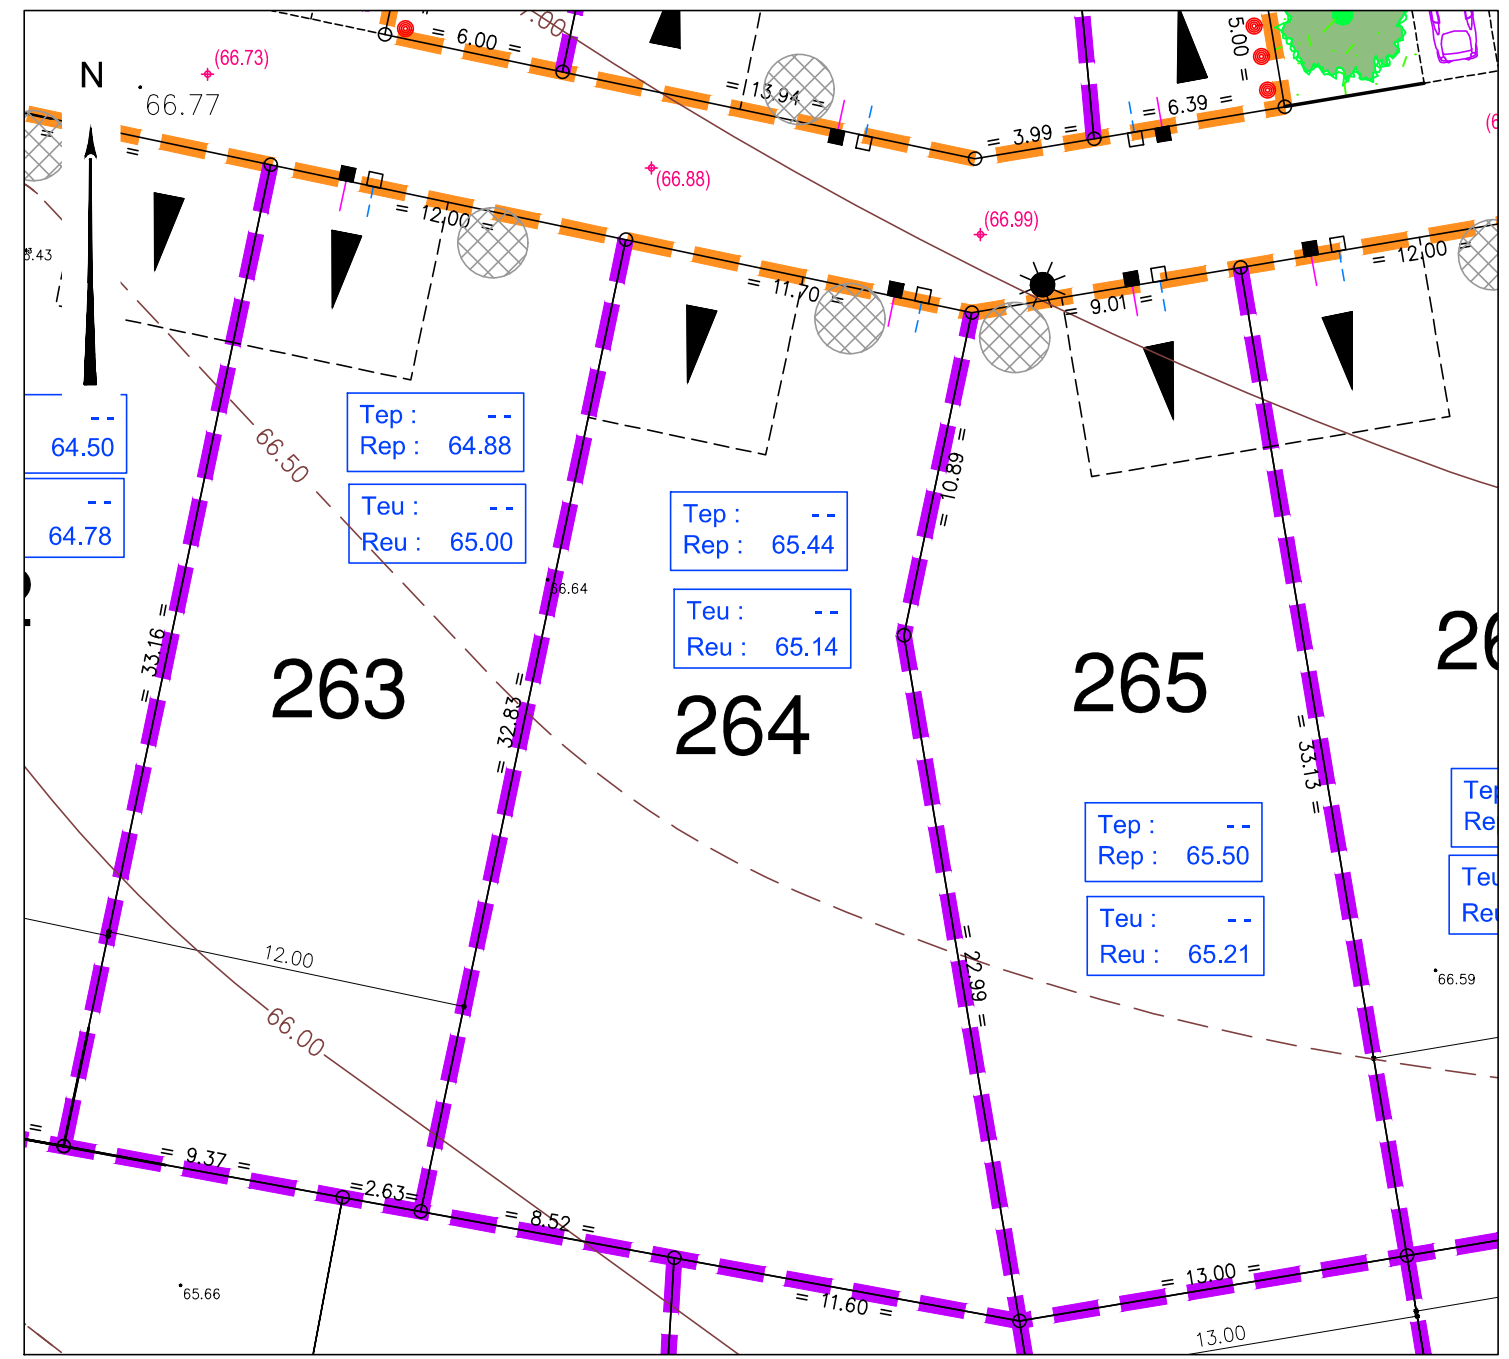 = 6.00 =
5.00 =
(66.73)
N
66.77
= 13.94 =
= 6.39 =
= 3.99 =
(66.88)
= 12.00 =
(66.99)
= 12.00 =
= 11.70 =
= 9.01 =
--
64.50
--
64.78
66.50
Tep : --
Rep : 64.88
Teu : --
Reu : 65.00
= 10.89 =
Tep : --
Rep : 65.44
Teu : --
Reu : 65.14
66.64
= 33.16 =
263
= 32.83 =
264
265
= 33.13 =
Tep : --
Rep : 65.50
Teu : --
Reu : 65.21
12.00
= 22.99 =
66.59
66.00
= 9.37 =
=2.63=
= 8.52 =
= 11.60 =
= 13.00 =
65.66
13.00